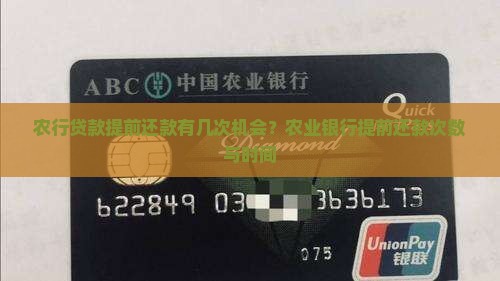 ABC 中国农业银行
Quick
农行贷款提前还款有几次机会？农业银行提前还款次数
与时间
Diamond
622849 03 3636173
075
UnionPay
银联